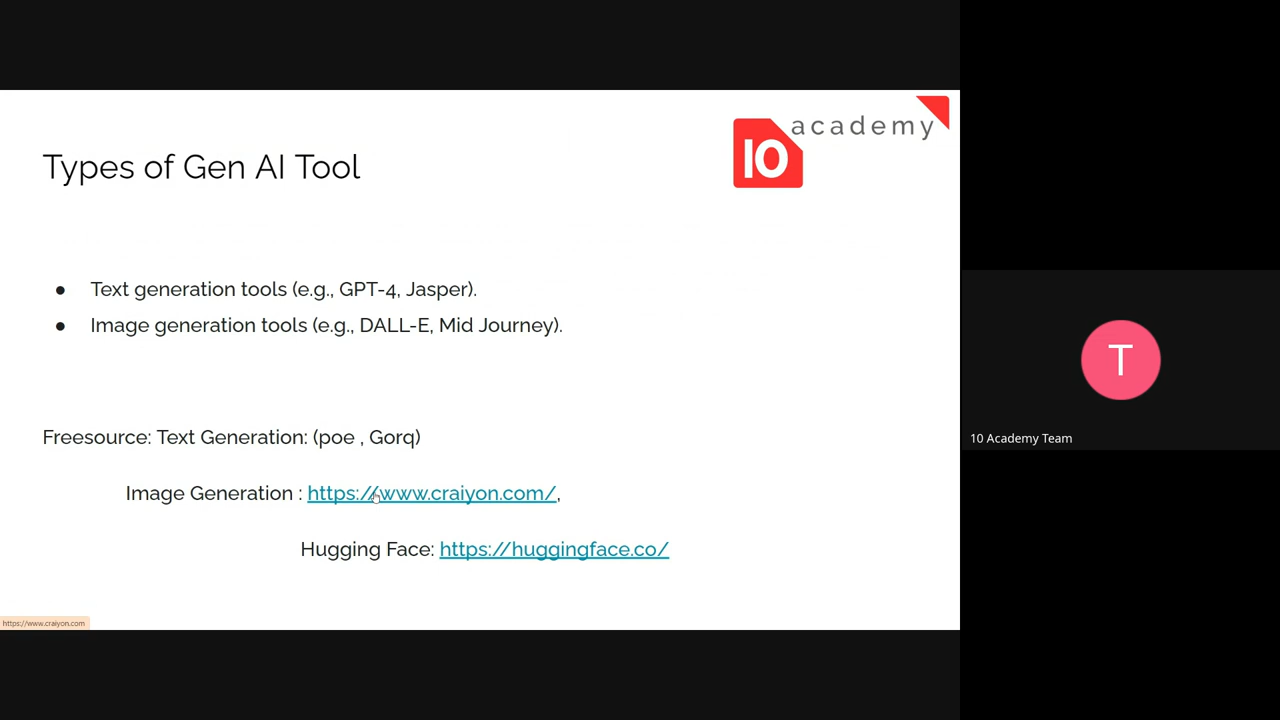 academy
10
Types of Gen AI Tool
● Text generation tools (e.g., GPT-4, Jasper).
● Image generation tools (e.g., DALL-E, Mid Journey).
Freesource: Text Generation: (poe , Gorq)
Image Generation : https://www.craiyon.com/,
Hugging Face: https://huggingface.co/
https://www.craiyon.com
T
10 Academy Team